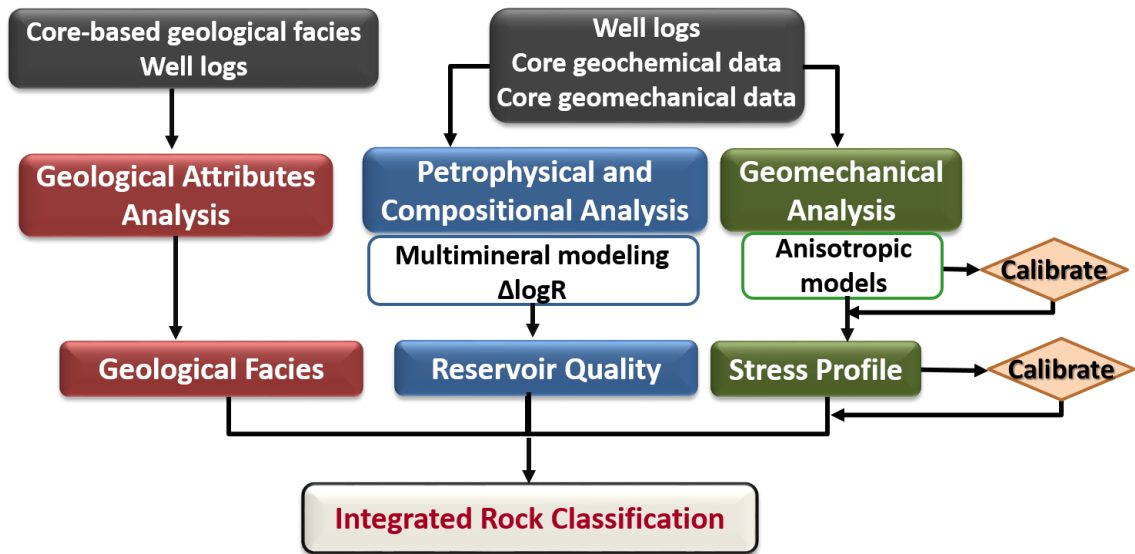 Core-based geological facies
Well logs
Well logs
Core geochemical data
Core geomechanical data
Geological Attributes
Analysis
Petrophysical and
Compositional Analysis
Geomechanical
Analysis
Multimineral modeling
ΔlogR
Anisotropic
models
Calibrate
Geological Facies
Reservoir Quality
Stress Profile
Calibrate
Integrated Rock Classification